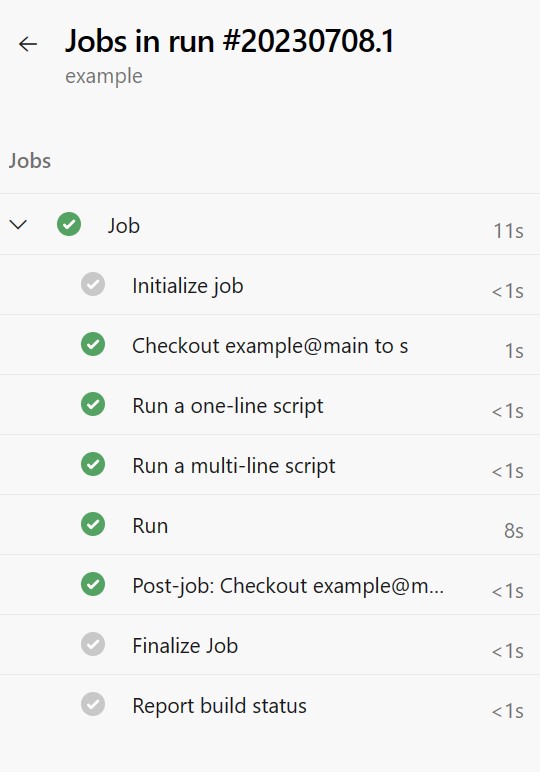 Jobs in run #20230708.1
example
Jobs
Job 11s
Initialize job <1s
Checkout example@main to s 1s
Run a one-line script <1s
Run a multi-line script <1s
Run 8s
Post-job: Checkout example@m... <1s
Finalize Job <1s
Report build status <1s